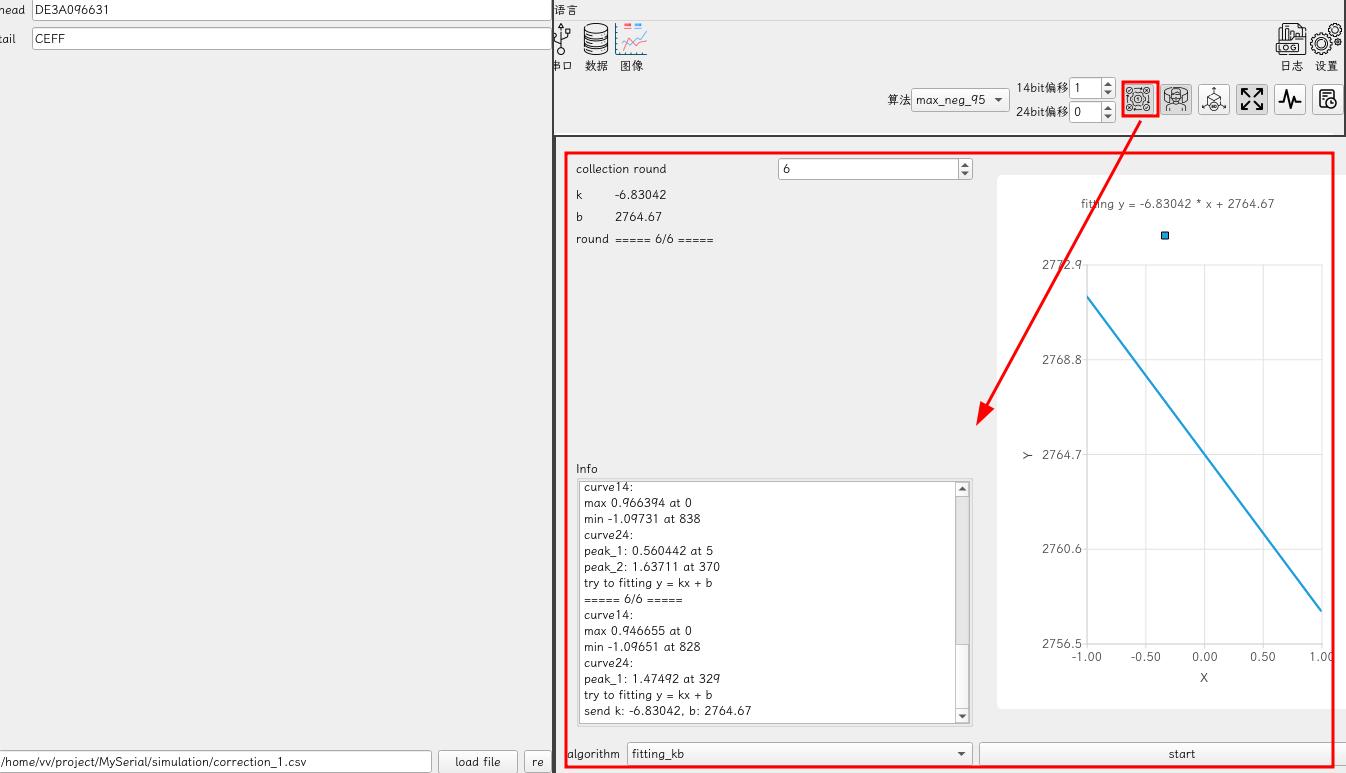 head DE3A096631
tail CEFF
/home/vv/project/MySerial/simulation/correction_1.csv
load file
re
语言
串口
数据
图像
日志
设置
算法 max_neg_95
14bit偏移 1
24bit偏移 0
LOG
collection round 6
k -6.83042
b 2764.67
round ===== 6/6 =====
Info
curve14:
max 0.966394 at 0
min -1.09731 at 838
curve24:
peak_1: 0.560442 at 5
peak_2: 1.63711 at 370
try to fitting y = kx + b
===== 6/6 =====
curve14:
max 0.946655 at 0
min -1.09651 at 828
curve24:
peak_1: 1.47492 at 329
try to fitting y = kx + b
send k: -6.83042, b: 2764.67
algorithm fitting_kb
start
fitting y = -6.83042 * x + 2764.67
2772.9
2768.8
2764.7
2760.6
2756.5
Y
-1.00 -0.50 0.00 0.50 1.00
X